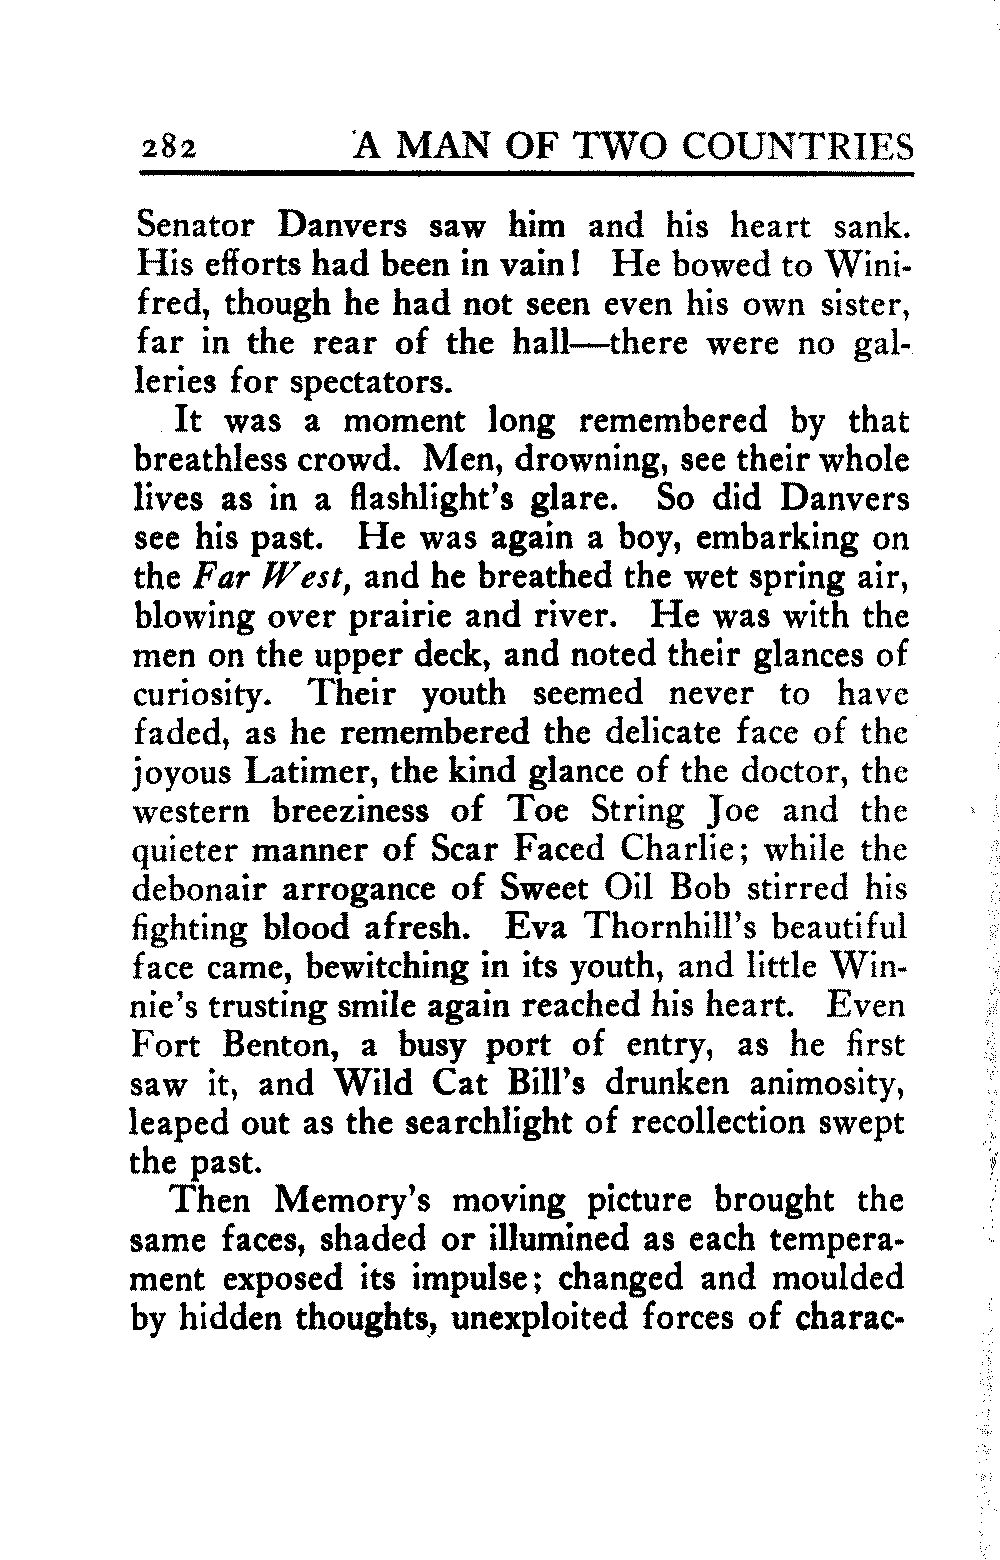 282 A MAN OF TWO COUNTRIES
Senator Danvers saw him and his heart sank.
His efforts had been in vain! He bowed to Wini-
fred, though he had not seen even his own sister,
far in the rear of the hall—there were no gal-
leries for spectators.
It was a moment long remembered by that
breathless crowd. Men, drowning, see their whole
lives as in a flashlight's glare. So did Danvers
see his past. He was again a boy, embarking on
the Far West, and he breathed the wet spring air,
blowing over prairie and river. He was with the
men on the upper deck, and noted their glances of
curiosity. Their youth seemed never to have
faded, as he remembered the delicate face of the
joyous Latimer, the kind glance of the doctor, the
western breeziness of Toe String Joe and the
quieter manner of Scar Faced Charlie; while the
debonair arrogance of Sweet Oil Bob stirred his
fighting blood afresh. Eva Thornhill's beautiful
face came, bewitching in its youth, and little Win-
nie's trusting smile again reached his heart. Even
Fort Benton, a busy port of entry, as he first
saw it, and Wild Cat Bill's drunken animosity,
leaped out as the searchlight of recollection swept
the past.
Then Memory's moving picture brought the
same faces, shaded or illumined as each tempera-
ment exposed its impulse; changed and moulded
by hidden thoughts, unexploited forces of charac-